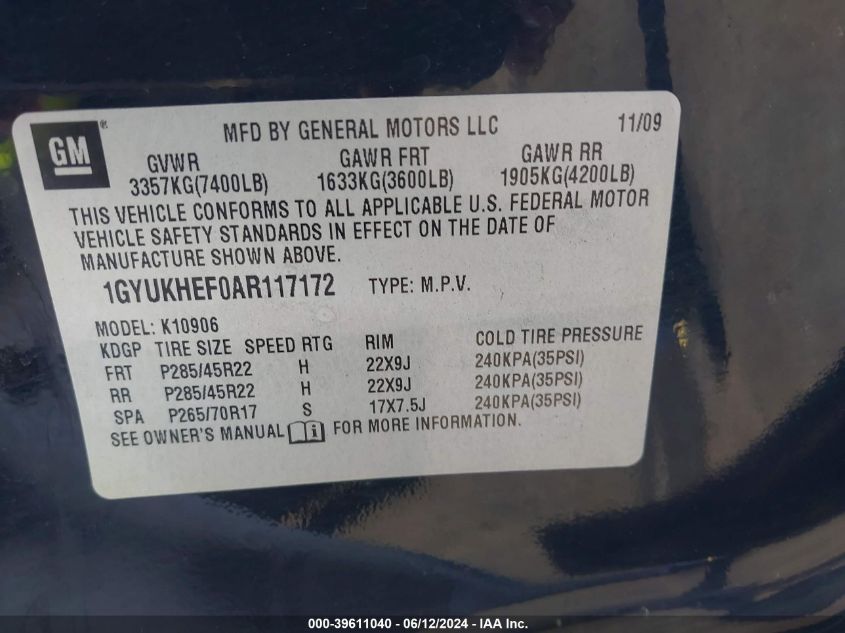 GM ®
MFD BY GENERAL MOTORS LLC 11/09
GVWR GAWR FRT GAWR RR
3357KG(7400LB) 1633KG(3600LB) 1905KG(4200LB)
THIS VEHICLE CONFORMS TO ALL APPLICABLE U.S. FEDERAL MOTOR
VEHICLE SAFETY STANDARDS IN EFFECT ON THE DATE OF
MANUFACTURE SHOWN ABOVE.
1GYUKHEF0AR117172 TYPE: M.P.V.
MODEL: K10906
KDGP TIRE SIZE SPEED RTG RIM COLD TIRE PRESSURE
FRT P285/45R22 H 22X9J 240KPA(35PSI)
RR P285/45R22 H 22X9J 240KPA(35PSI)
SPA P265/70R17 S 17X7.5J 240KPA(35PSI)
SEE OWNER'S MANUAL i FOR MORE INFORMATION.
000-39611040 - 06/12/2024 - IAA Inc.